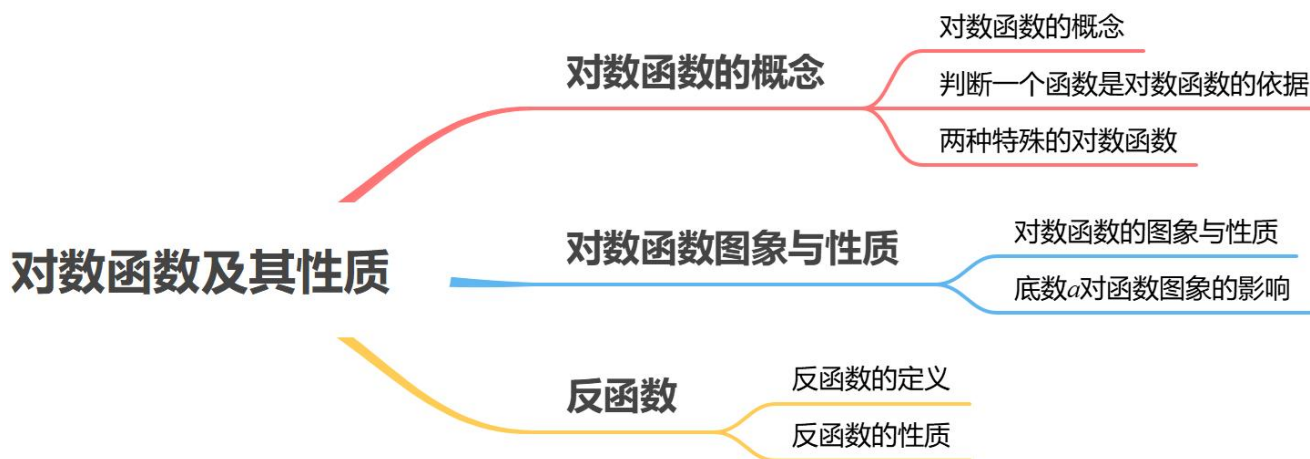 对数函数及其性质
对数函数的概念
对数函数的概念
判断一个函数是对数函数的依据
两种特殊的对数函数
对数函数图象与性质
对数函数的图象与性质
底数a对函数图象的影响
反函数
反函数的定义
反函数的性质